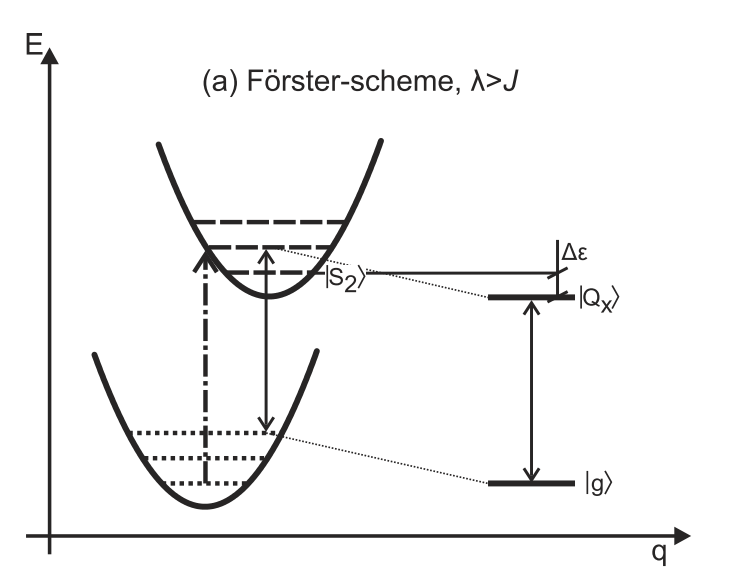 E
(a) Förster-scheme, λ>J
Δε
|S₂⟩
|Qₓ⟩
|g⟩
q